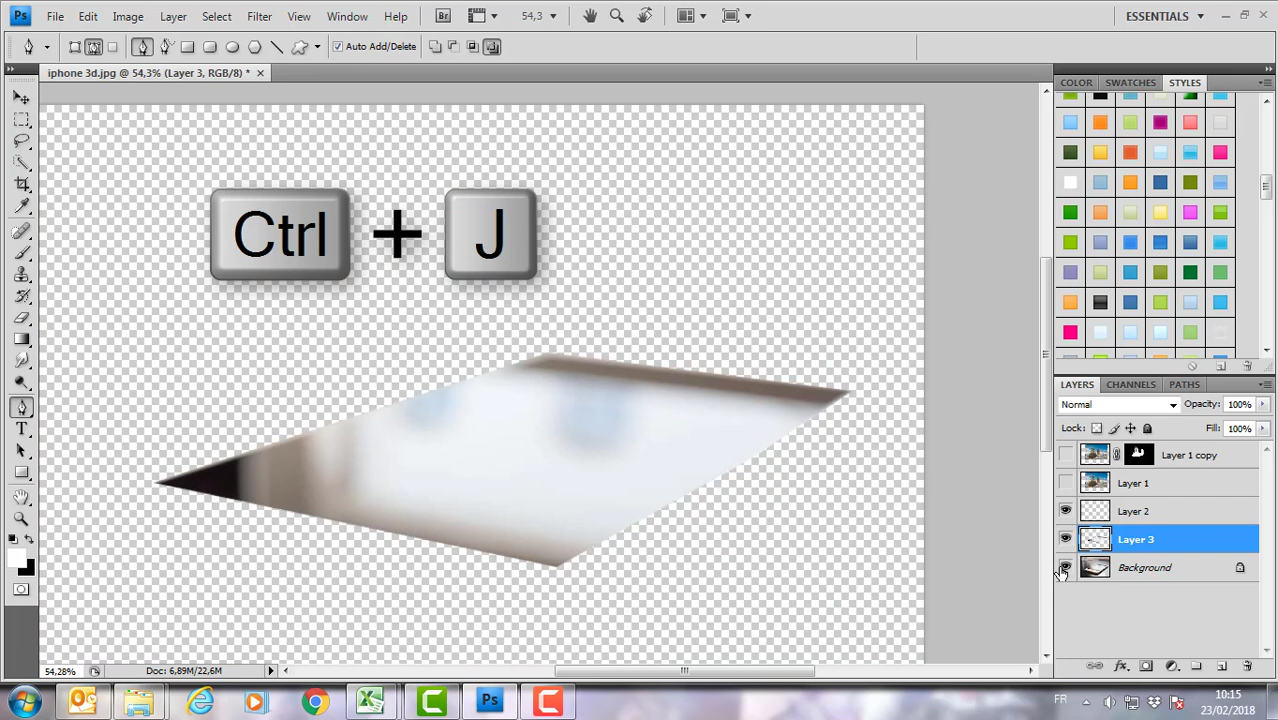 Ps File Edit Image Layer Select Filter View Window Help Br 54,3 ESSENTIALS
Auto Add/Delete
iphone 3d.jpg @ 54,3% (Layer 3, RGB/8) *
COLOR SWATCHES STYLES
Ctrl + J
LAYERS CHANNELS PATHS
Normal Opacity: 100%
Lock: Fill: 100%
Layer 1 copy
Layer 1
Layer 2
Layer 3
Background
T
54,28% Doc: 6,89M/22,6M
FR 10:15
23/02/2018